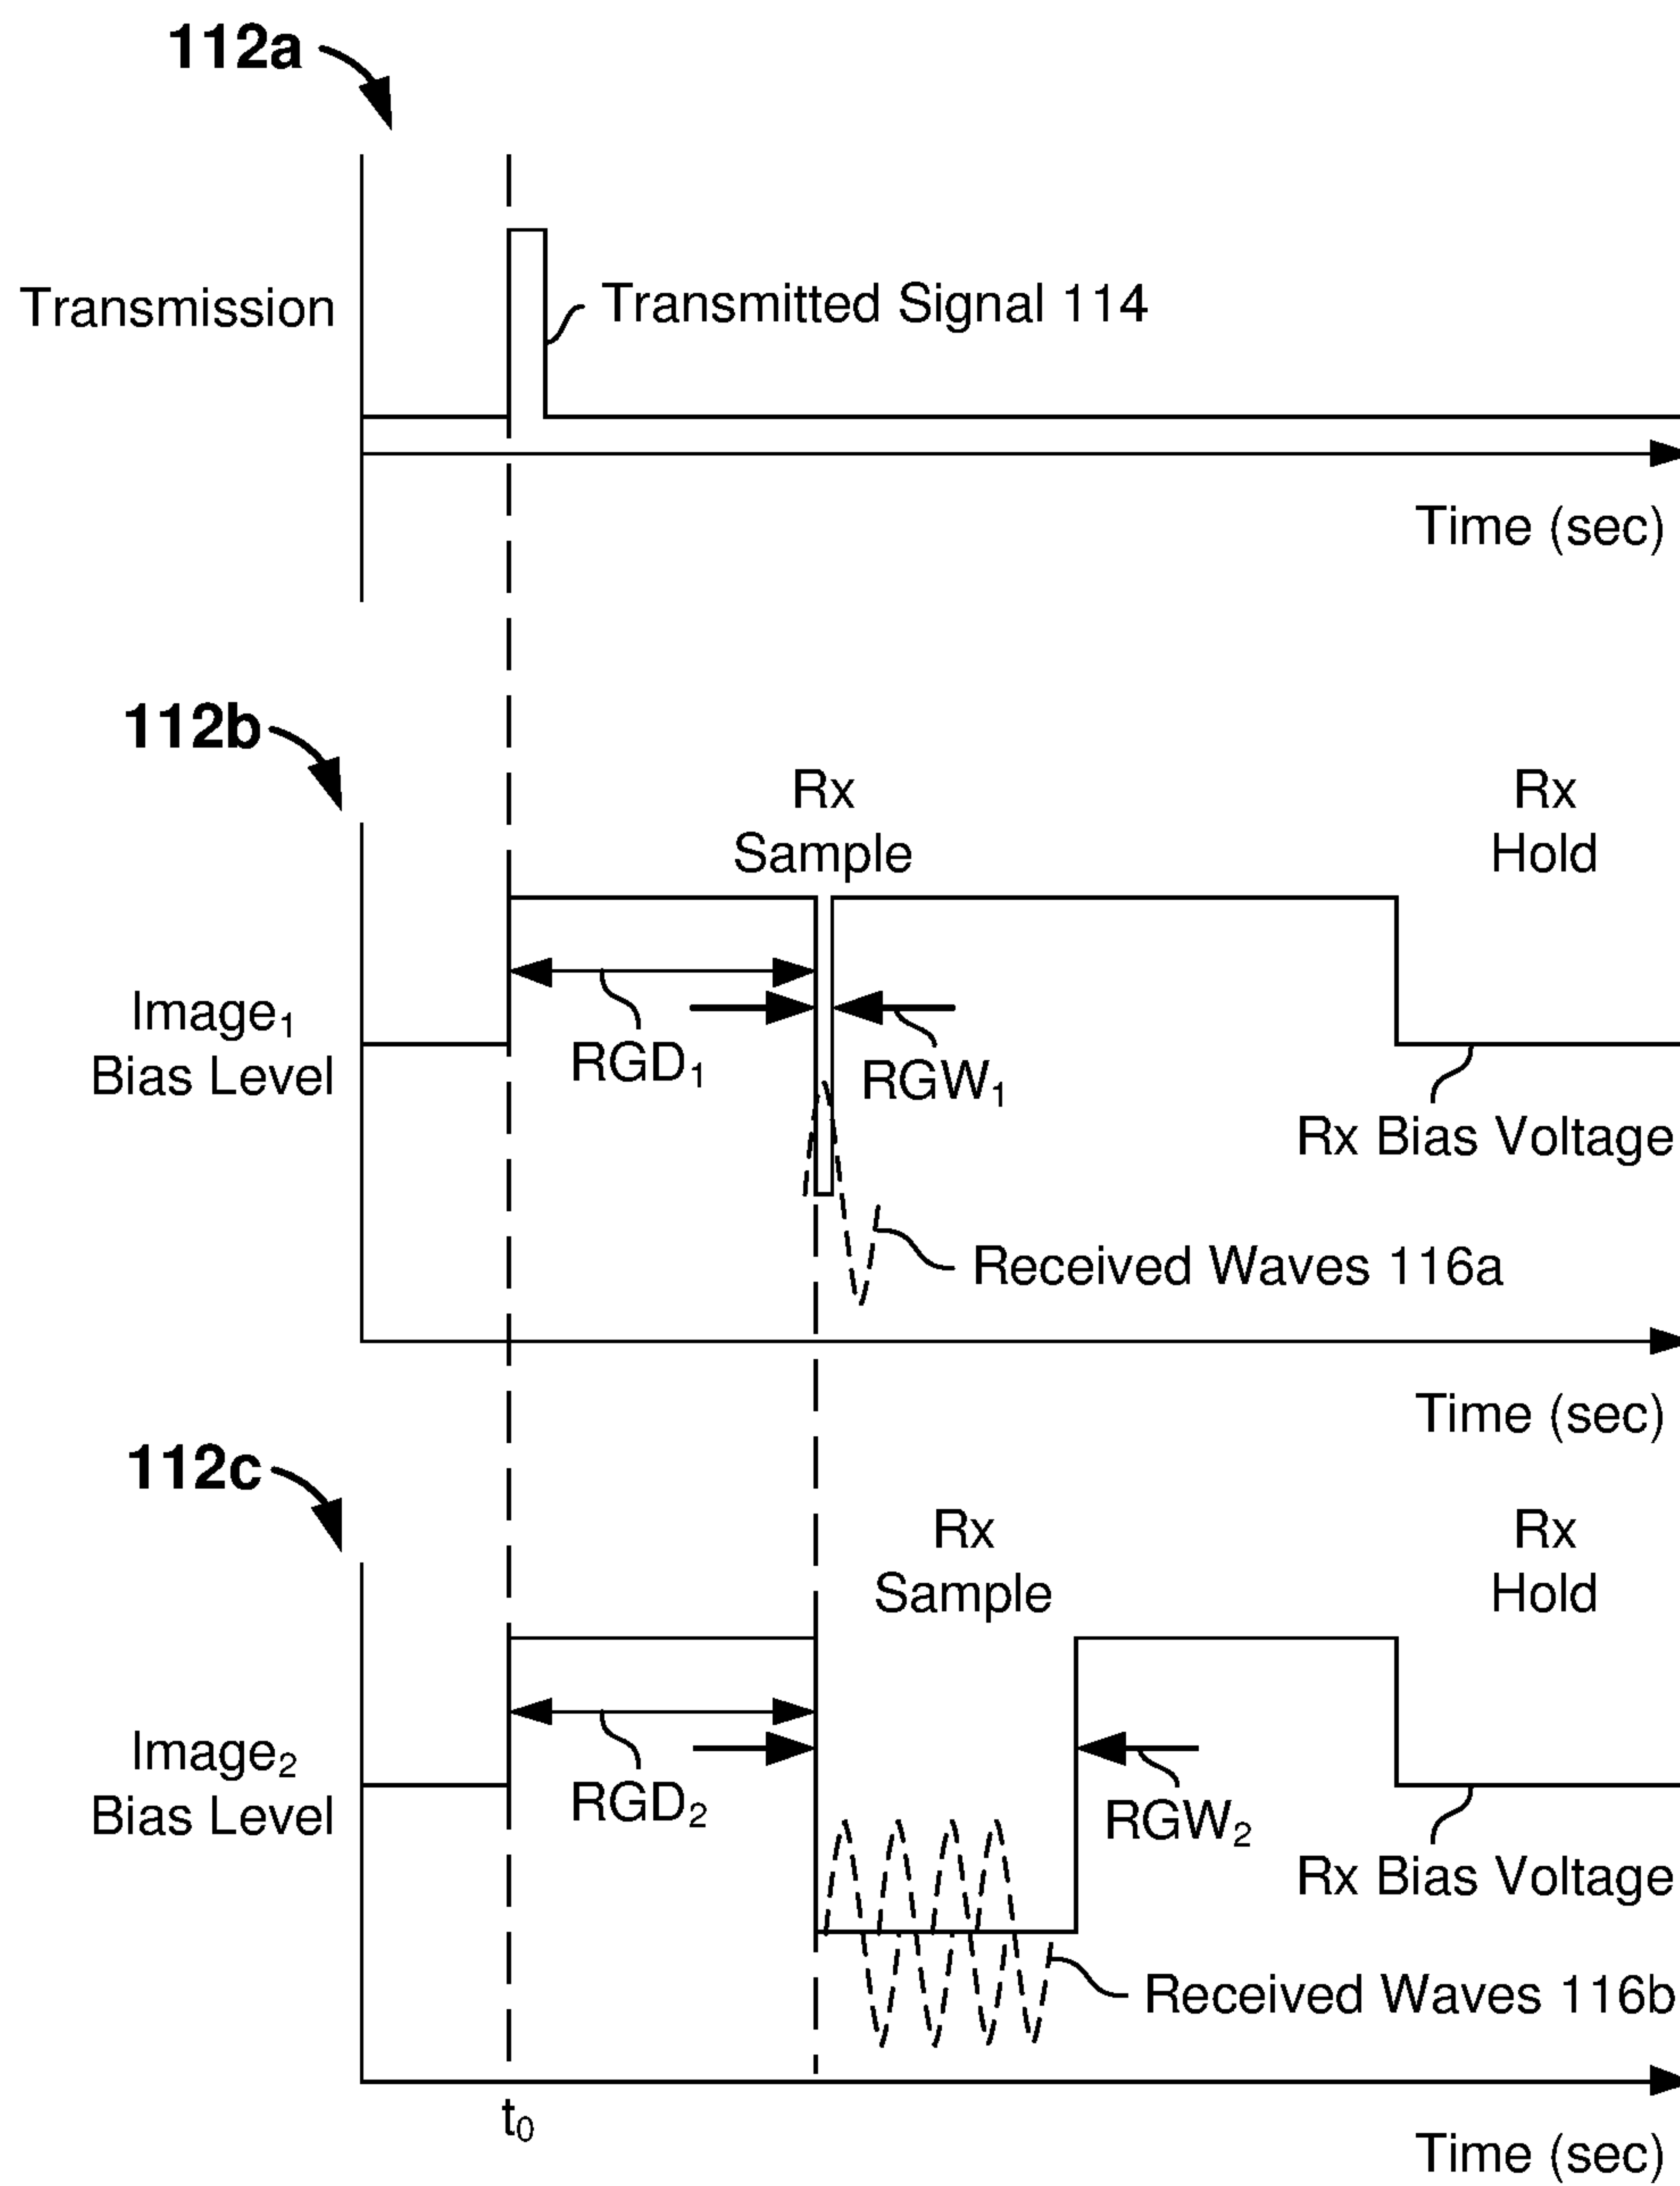 112a
Transmission
Transmitted Signal 114
Time (sec)
112b
Rx
Sample
Rx
Hold
Image₁
Bias Level
RGD₁
RGW₁
Rx Bias Voltage
Received Waves 116a
Time (sec)
112c
Rx
Sample
Rx
Hold
Image₂
Bias Level
RGD₂
RGW₂
Rx Bias Voltage
Received Waves 116b
t₀
Time (sec)